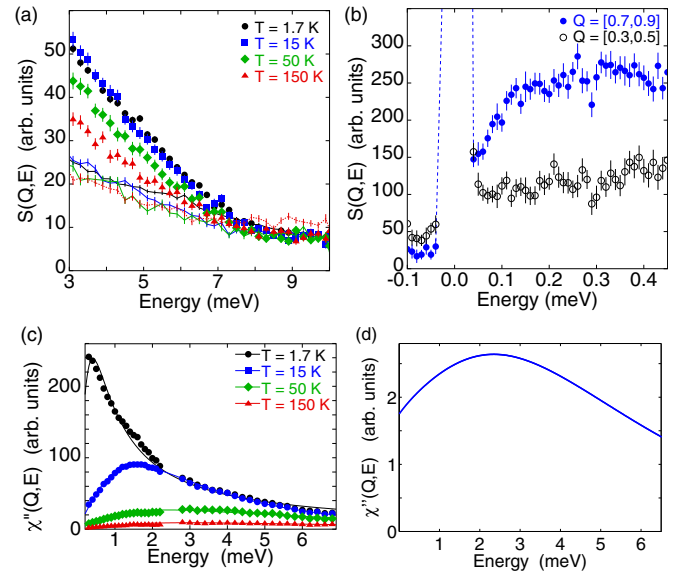 (a)
T = 1.7 K
T = 15 K
T = 50 K
T = 150 K
S(Q,E) (arb. units)
0
10
20
30
40
50
60
3
5
7
9
Energy (meV)
(b)
Q = [0.7,0.9]
Q = [0.3,0.5]
S(Q,E) (arb. units)
0
50
100
150
200
250
300
-0.1
0.0
0.1
0.2
0.3
0.4
Energy (meV)
(c)
T = 1.7 K
T = 15 K
T = 50 K
T = 150 K
χ"(Q,E) (arb. units)
0
100
200
1
2
3
4
5
6
Energy (meV)
(d)
χ''(Q,E) (arb. units)
0
1
2
0
1
2
3
4
5
6
Energy (meV)